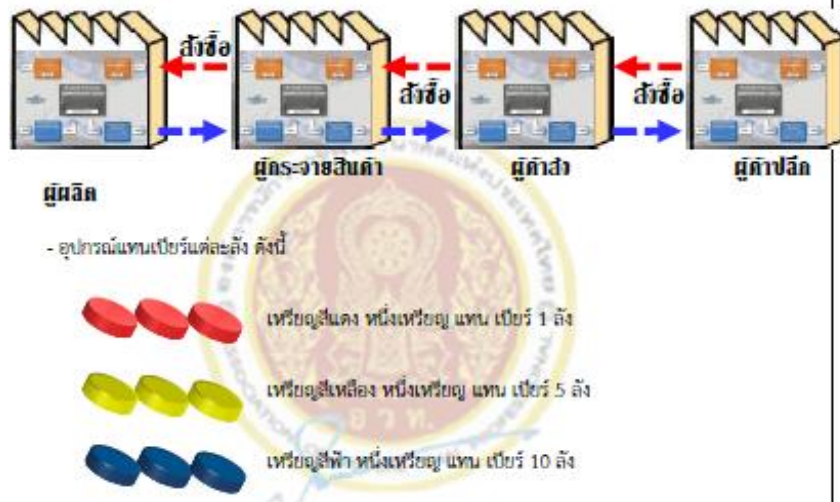 สั่งซื้อ
สั่งซื้อ
สั่งซื้อ
ผู้ผลิต
ผู้กระจายสินค้า
ผู้ค้าส่ง
ผู้ค้าปลีก
- อุปกรณ์แทนเบียร์แต่ละลัง ดังนี้
เหรียญสีแดง หนึ่งเหรียญ แทน เบียร์ 1 ลัง
เหรียญสีเหลือง หนึ่งเหรียญ แทน เบียร์ 5 ลัง
เหรียญสีฟ้า หนึ่งเหรียญ แทน เบียร์ 10 ลัง
อ ว ท.